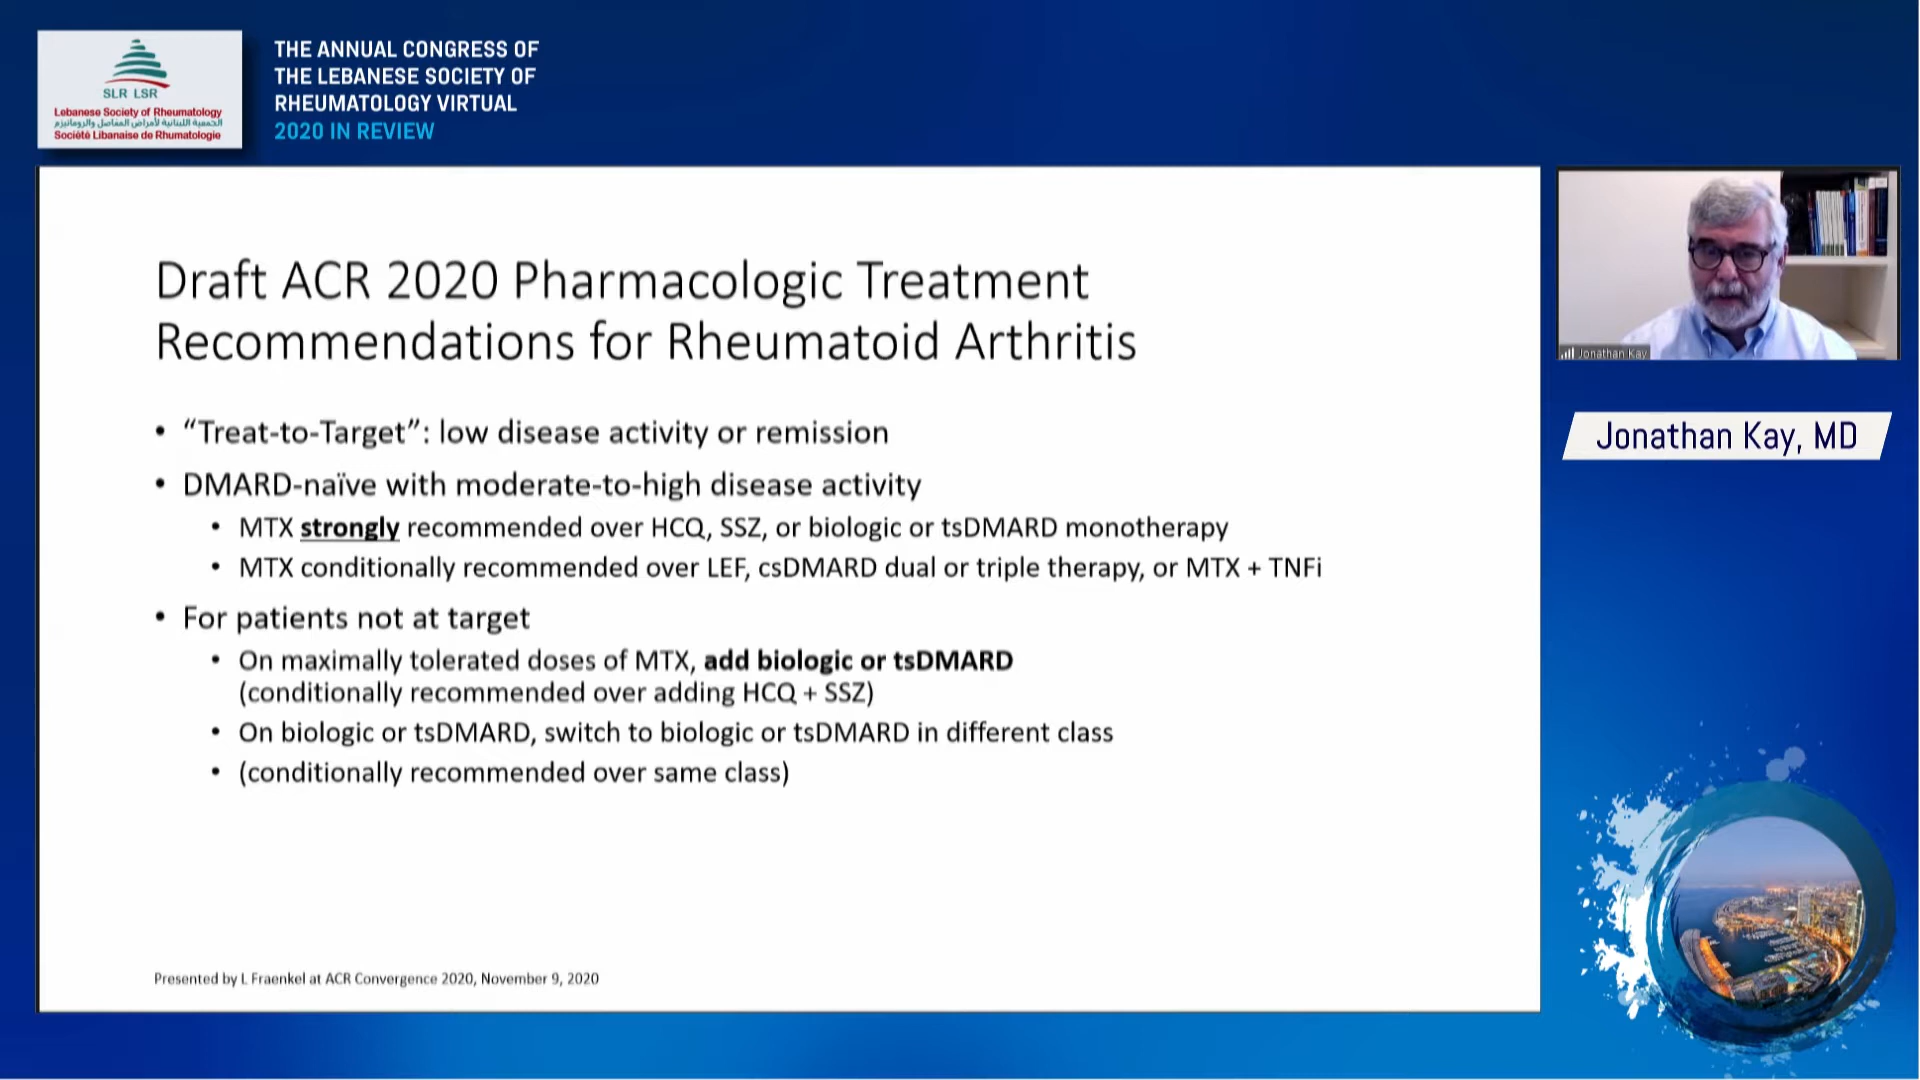 SLR LSR
Lebanese Society of Rheumatology
الجمعية اللبنانية لأمراض المفاصل والروماتيزم
Société Libanaise de Rhumatologie
THE ANNUAL CONGRESS OF
THE LEBANESE SOCIETY OF
RHEUMATOLOGY VIRTUAL
2020 IN REVIEW
Draft ACR 2020 Pharmacologic Treatment
Recommendations for Rheumatoid Arthritis
• “Treat-to-Target”: low disease activity or remission
• DMARD-naïve with moderate-to-high disease activity
• MTX strongly recommended over HCQ, SSZ, or biologic or tsDMARD monotherapy
• MTX conditionally recommended over LEF, csDMARD dual or triple therapy, or MTX + TNFi
• For patients not at target
• On maximally tolerated doses of MTX, add biologic or tsDMARD
(conditionally recommended over adding HCQ + SSZ)
• On biologic or tsDMARD, switch to biologic or tsDMARD in different class
• (conditionally recommended over same class)
Presented by L Fraenkel at ACR Convergence 2020, November 9, 2020
Jonathan Kay
Jonathan Kay, MD